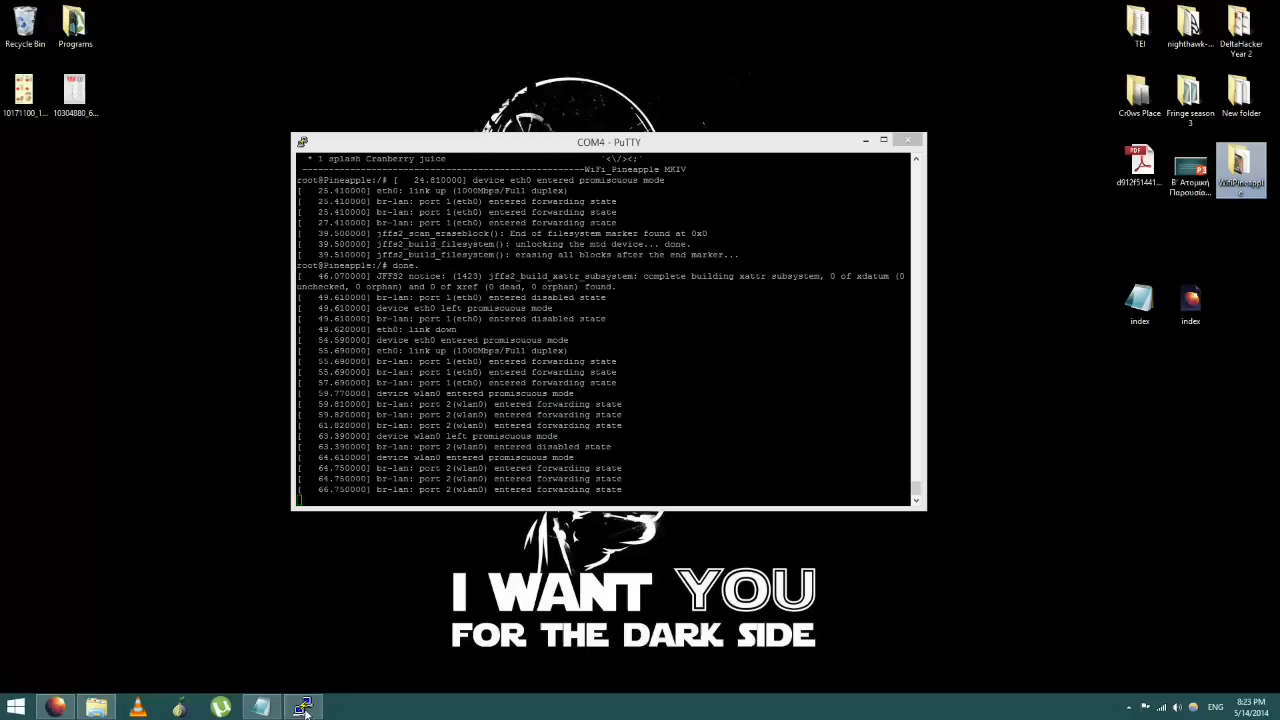 Recycle Bin
Programs
TEI
nighthawk-...
DeltaHacker Year 2
10171100_1...
10304880_6...
Cr0ws Place
Fringe season 3
New folder
d912f51441...
Β' Ατομική Παρουσία...
WifiPineapple
index
index
COM4 - PuTTY
* 1 splash Cranberry juice `<\/><;`
-----------------------------------------------------WiFi_Pineapple MKIV
root@Pineapple:/# [ 24.810000] device eth0 entered promiscuous mode
[ 25.410000] eth0: link up (1000Mbps/Full duplex)
[ 25.410000] br-lan: port 1(eth0) entered forwarding state
[ 25.410000] br-lan: port 1(eth0) entered forwarding state
[ 27.410000] br-lan: port 1(eth0) entered forwarding state
[ 39.500000] jffs2_scan_eraseblock(): End of filesystem marker found at 0x0
[ 39.500000] jffs2_build_filesystem(): unlocking the mtd device... done.
[ 39.510000] jffs2_build_filesystem(): erasing all blocks after the end marker...
root@Pineapple:/# done.
[ 46.070000] JFFS2 notice: (1423) jffs2_build_xattr_subsystem: complete building xattr subsystem, 0 of xdatum (0
unchecked, 0 orphan) and 0 of xref (0 dead, 0 orphan) found.
[ 49.610000] br-lan: port 1(eth0) entered disabled state
[ 49.610000] device eth0 left promiscuous mode
[ 49.610000] br-lan: port 1(eth0) entered disabled state
[ 49.620000] eth0: link down
[ 54.590000] device eth0 entered promiscuous mode
[ 55.690000] eth0: link up (1000Mbps/Full duplex)
[ 55.690000] br-lan: port 1(eth0) entered forwarding state
[ 55.690000] br-lan: port 1(eth0) entered forwarding state
[ 57.690000] br-lan: port 1(eth0) entered forwarding state
[ 59.770000] device wlan0 entered promiscuous mode
[ 59.810000] br-lan: port 2(wlan0) entered forwarding state
[ 59.820000] br-lan: port 2(wlan0) entered forwarding state
[ 61.820000] br-lan: port 2(wlan0) entered forwarding state
[ 63.390000] device wlan0 left promiscuous mode
[ 63.390000] br-lan: port 2(wlan0) entered disabled state
[ 64.610000] device wlan0 entered promiscuous mode
[ 64.750000] br-lan: port 2(wlan0) entered forwarding state
[ 64.750000] br-lan: port 2(wlan0) entered forwarding state
[ 66.750000] br-lan: port 2(wlan0) entered forwarding state
I WANT YOU
FOR THE DARK SIDE
ENG
8:23 PM
5/14/2014